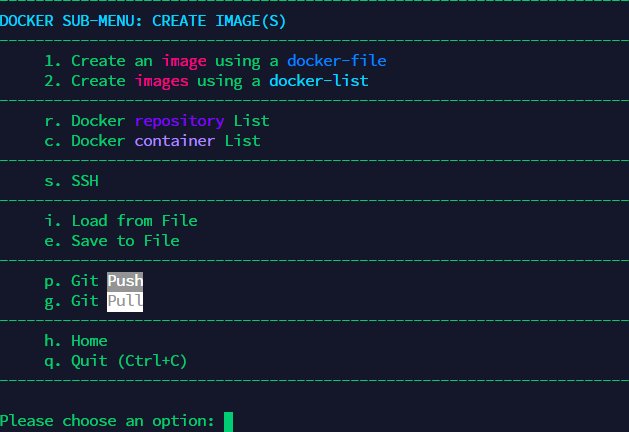 DOCKER SUB-MENU: CREATE IMAGE(S)
1. Create an image using a docker-file
2. Create images using a docker-list
r. Docker repository List
c. Docker container List
s. SSH
i. Load from File
e. Save to File
p. Git Push
g. Git Pull
h. Home
q. Quit (Ctrl+C)
Please choose an option: